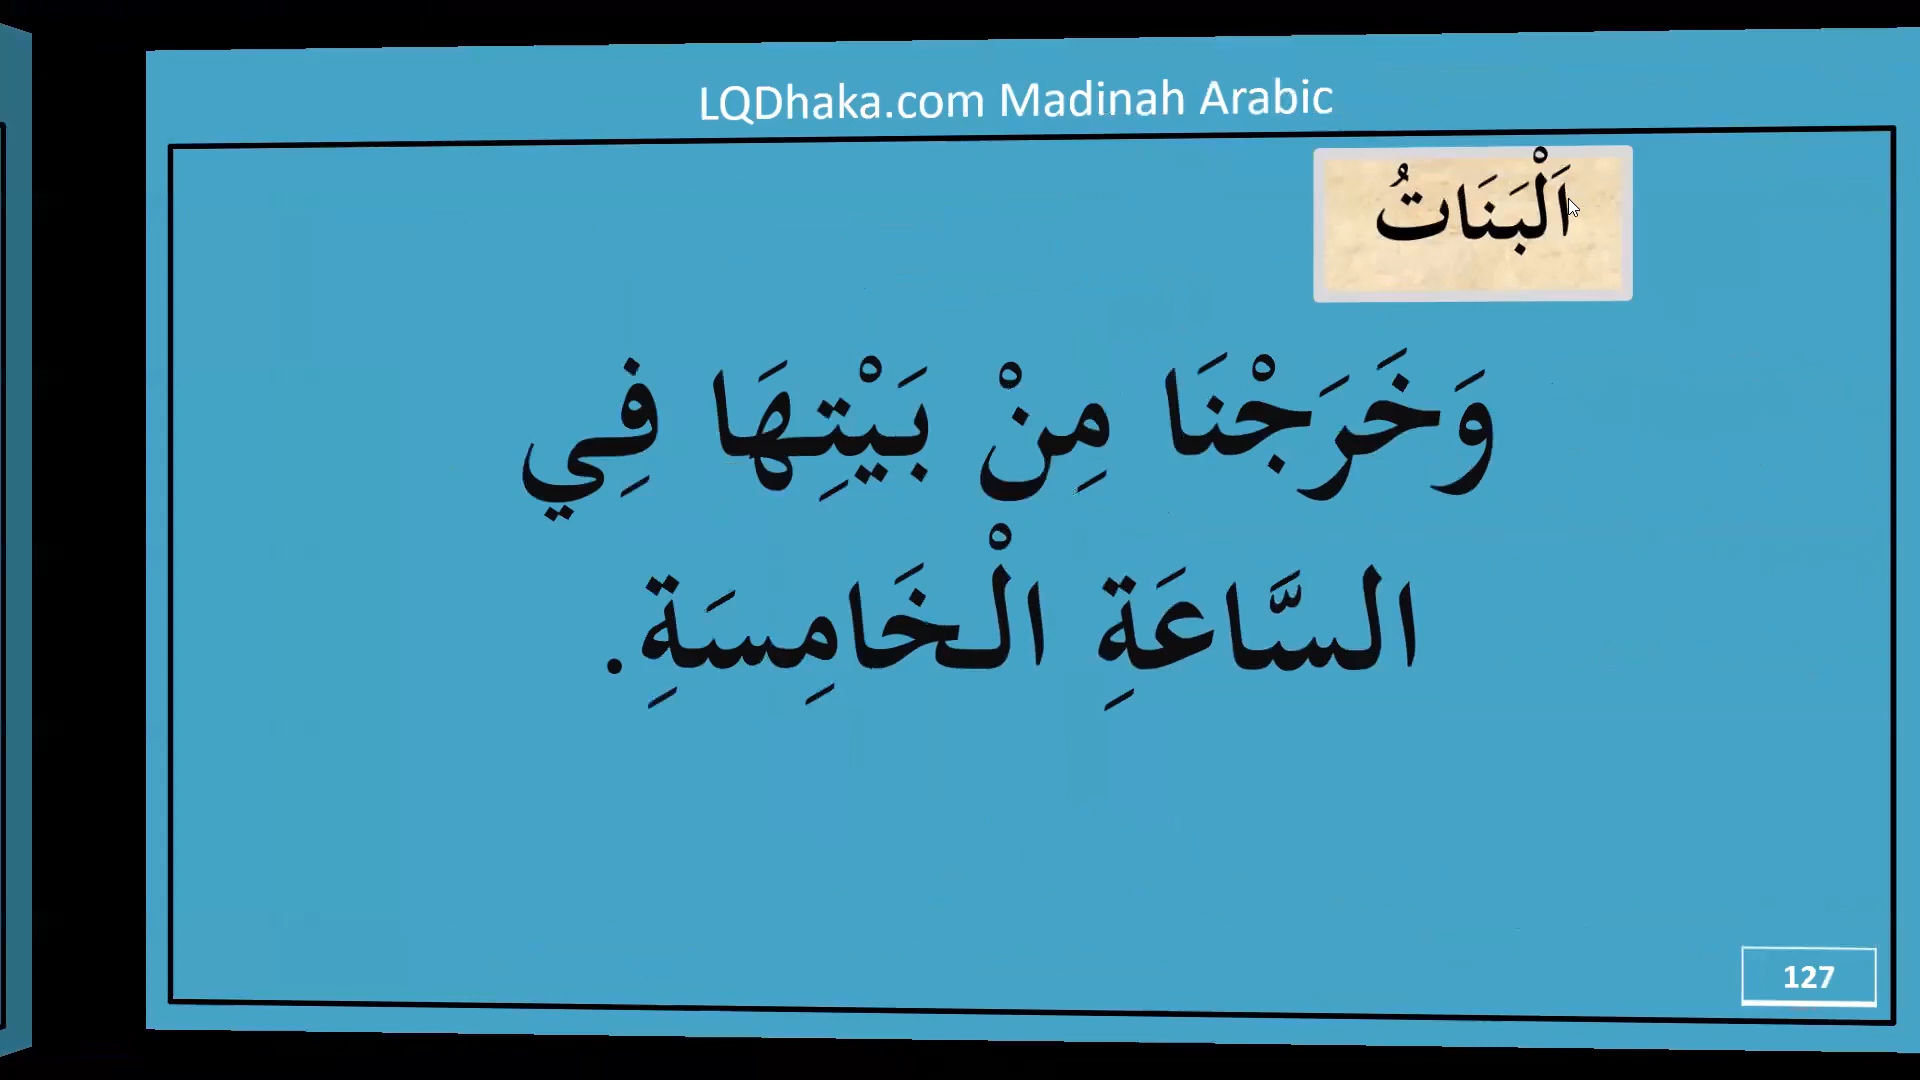 LQDhaka.com Madinah Arabic
اَلْبَنَاتُ
وَخَرَجْنَا مِنْ بَيْتِهَا فِي
السَّاعَةِ الْخَامِسَةِ.
127